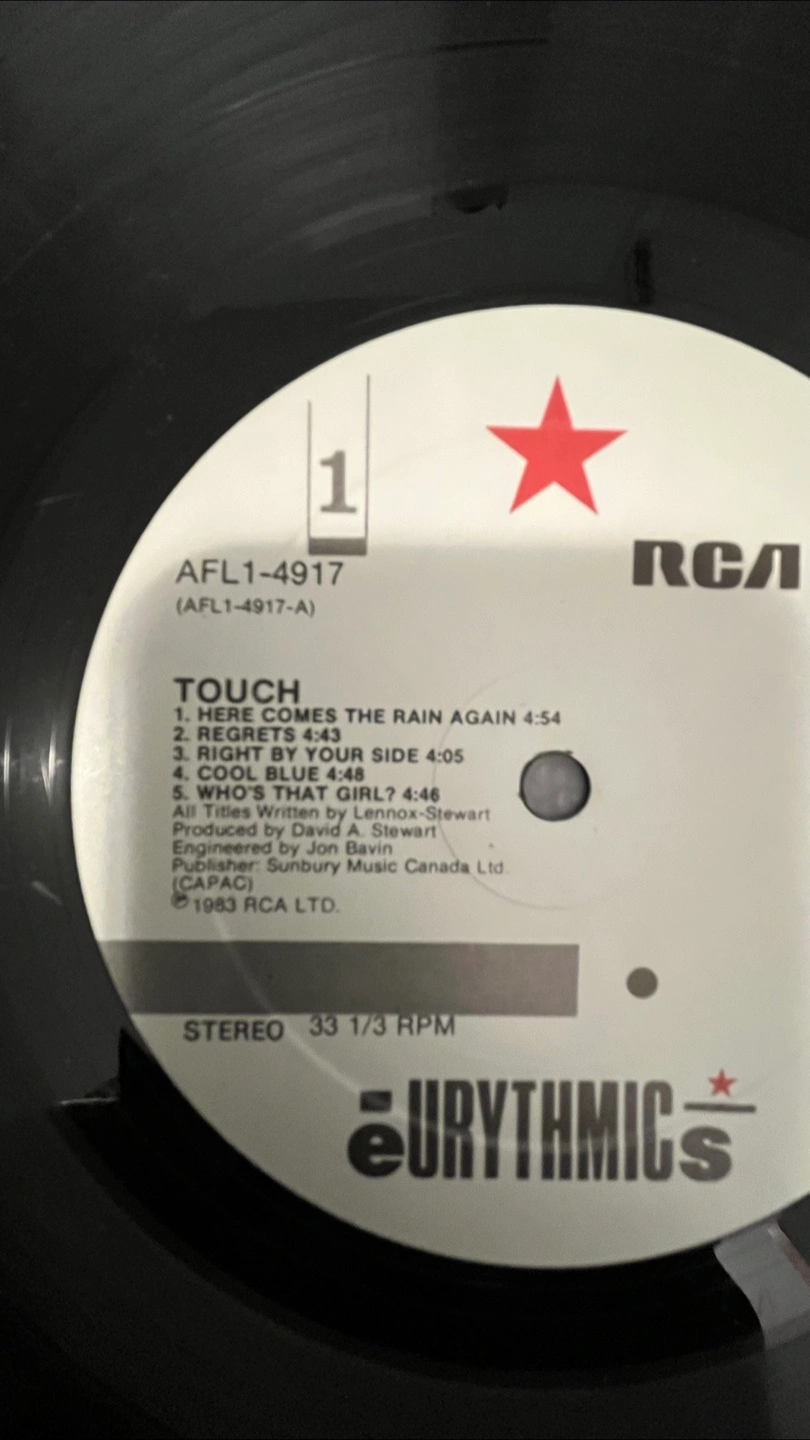 1
RCA
AFL1-4917
(AFL1-4917-A)
TOUCH
1. HERE COMES THE RAIN AGAIN 4:54
2. REGRETS 4:43
3. RIGHT BY YOUR SIDE 4:05
4. COOL BLUE 4:48
5. WHO'S THAT GIRL? 4:46
All Titles Written by Lennox-Stewart
Produced by David A. Stewart
Engineered by Jon Bavin
Publisher: Sunbury Music Canada Ltd.
(CAPAC)
℗ 1983 RCA LTD.
STEREO 33 1/3 RPM
eURYTHMICs